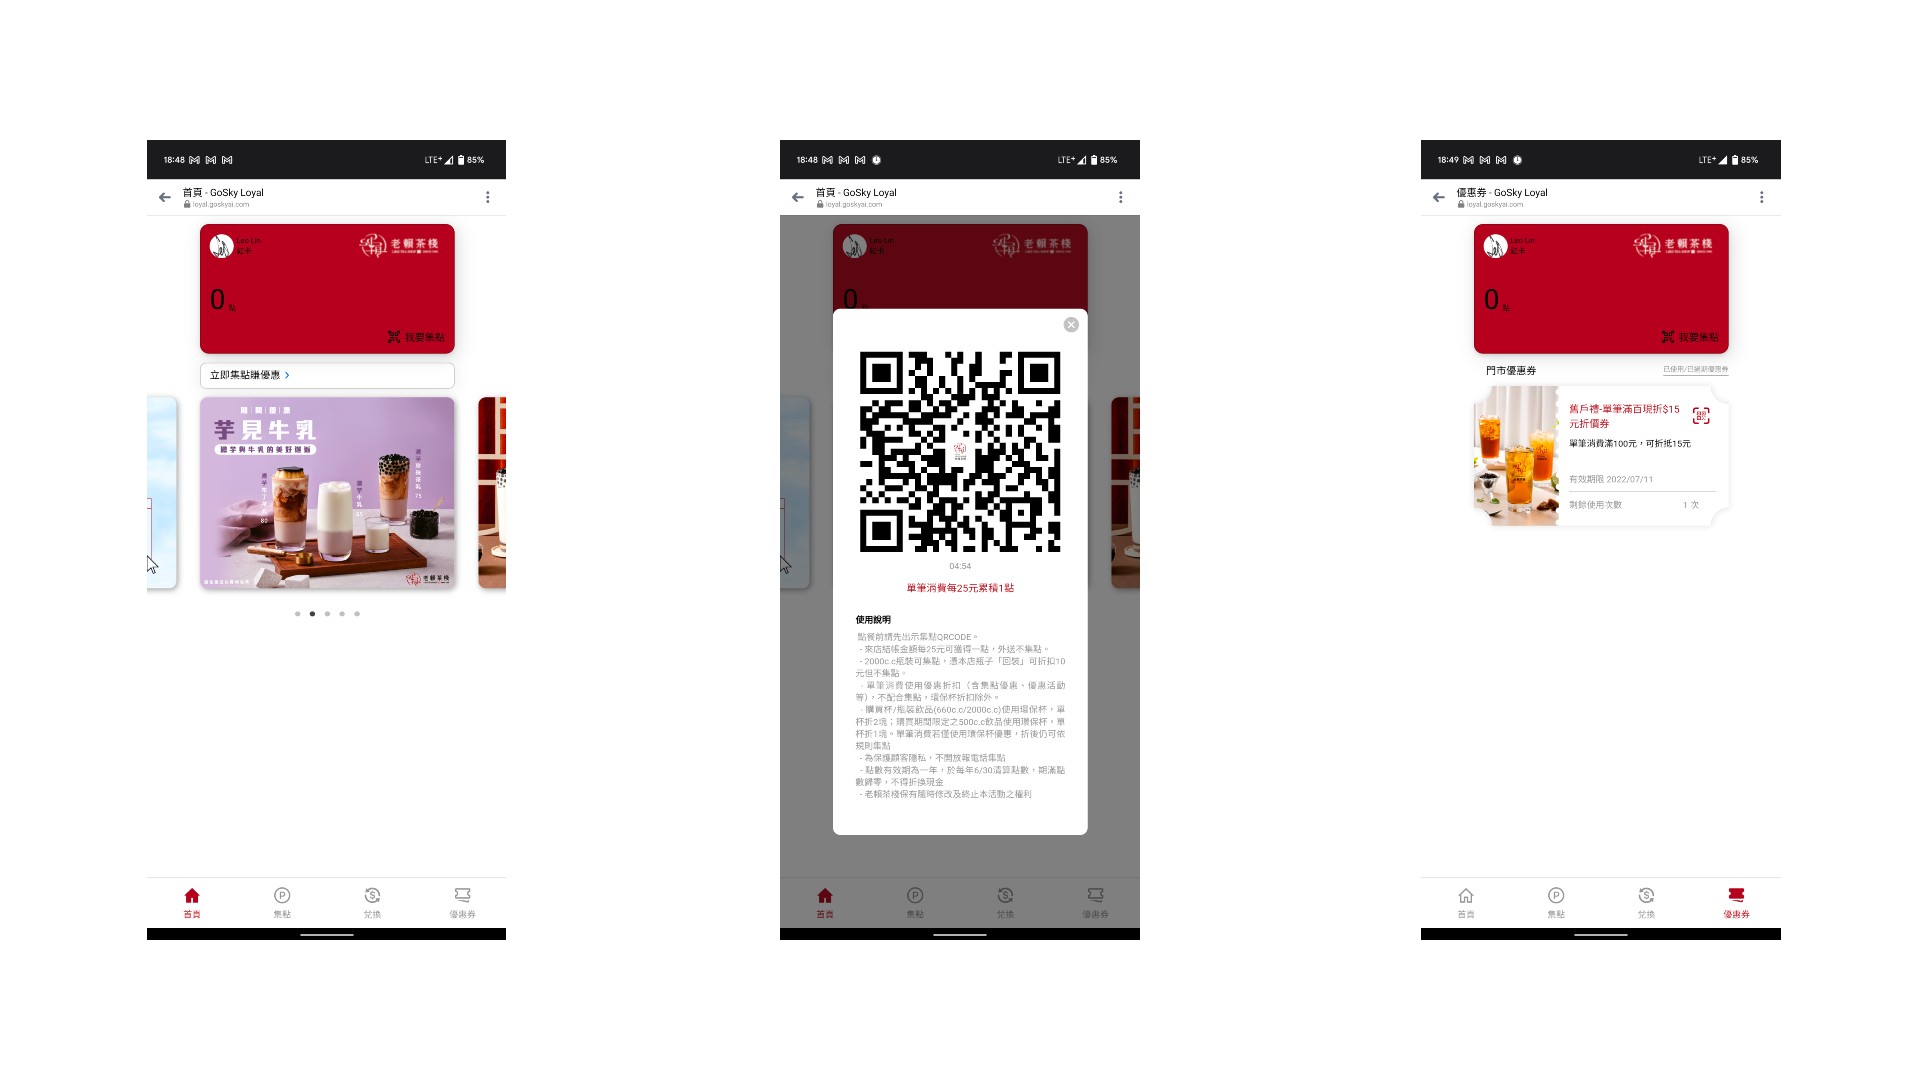 18:48
LTE+ 85%
首頁 - GoSky Loyal
loyal.goskyai.com
Leo Lin
紅卡
老賴茶棧
0 點
我要集點
立即集點賺優惠
芋見牛乳
濃芋與牛乳的美好邂逅
老賴茶棧
首頁
集點
兌換
優惠券
18:48
LTE+ 85%
首頁 - GoSky Loyal
loyal.goskyai.com
Leo Lin
紅卡
老賴茶棧
0
04:54
單筆消費每25元累積1點
使用說明
點餐前請先出示集點QRCODE。
- 來店結帳金額每25元可獲得一點，外送不集點。
- 2000c.c瓶裝可集點，憑本店瓶子「回裝」可折扣10
元但不集點。
- 單筆消費使用優惠折扣（含集點優惠、優惠活動
等)，不配合集點，環保杯折扣除外。
- 購買杯/瓶裝飲品(660c.c/2000c.c)使用環保杯，單
杯折2塊；購買期間限定之500c.c飲品使用環保杯，單
杯折1塊。單筆消費若僅使用環保杯優惠，折後仍可依
規則集點
- 為保護顧客隱私，不開放報電話集點
- 點數有效期為一年，於每年6/30清算點數，期滿點
數歸零，不得折換現金
- 老賴茶棧保有隨時修改及終止本活動之權利
首頁
集點
兌換
優惠券
18:49
LTE+ 85%
優惠券 - GoSky Loyal
loyal.goskyai.com
Leo Lin
紅卡
老賴茶棧
0 點
我要集點
門市優惠券
已使用/已過期優惠券
舊戶禮-單筆滿百現折$15
元折價券
單筆消費滿100元，可折抵15元
有效期限 2022/07/11
剩餘使用次數 1 次
首頁
集點
兌換
優惠券